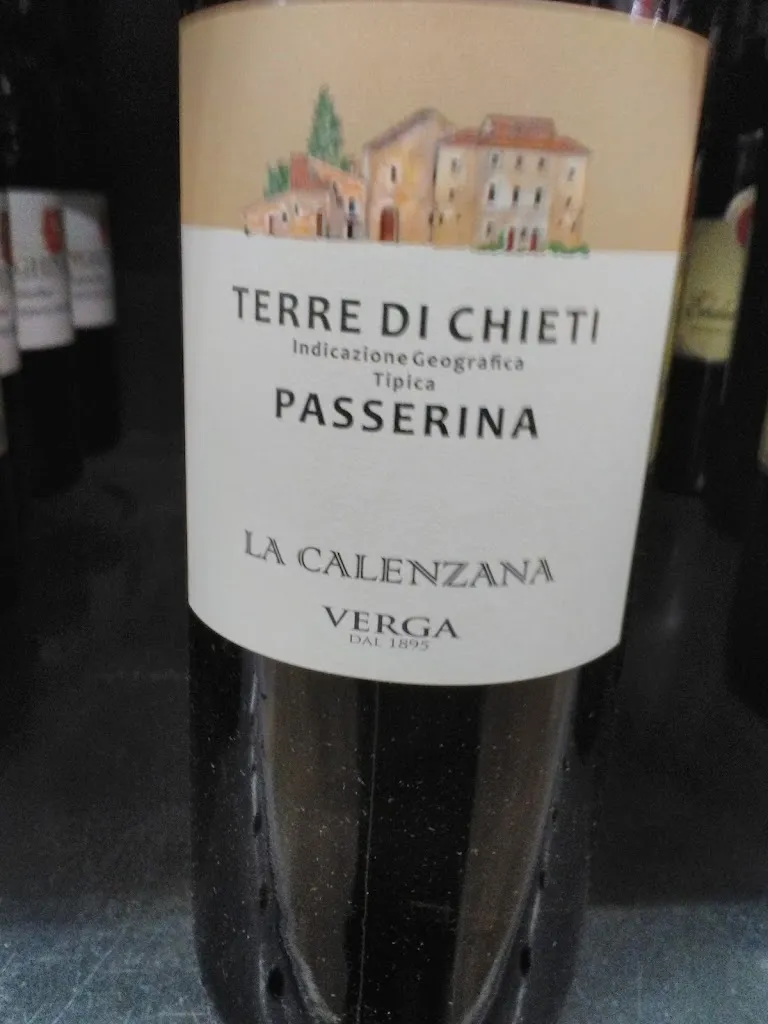 TERRE DI CHIETI
Indicazione Geografica
Tipica
PASSERINA
LA CALENZANA
VERGA
DAL 1895